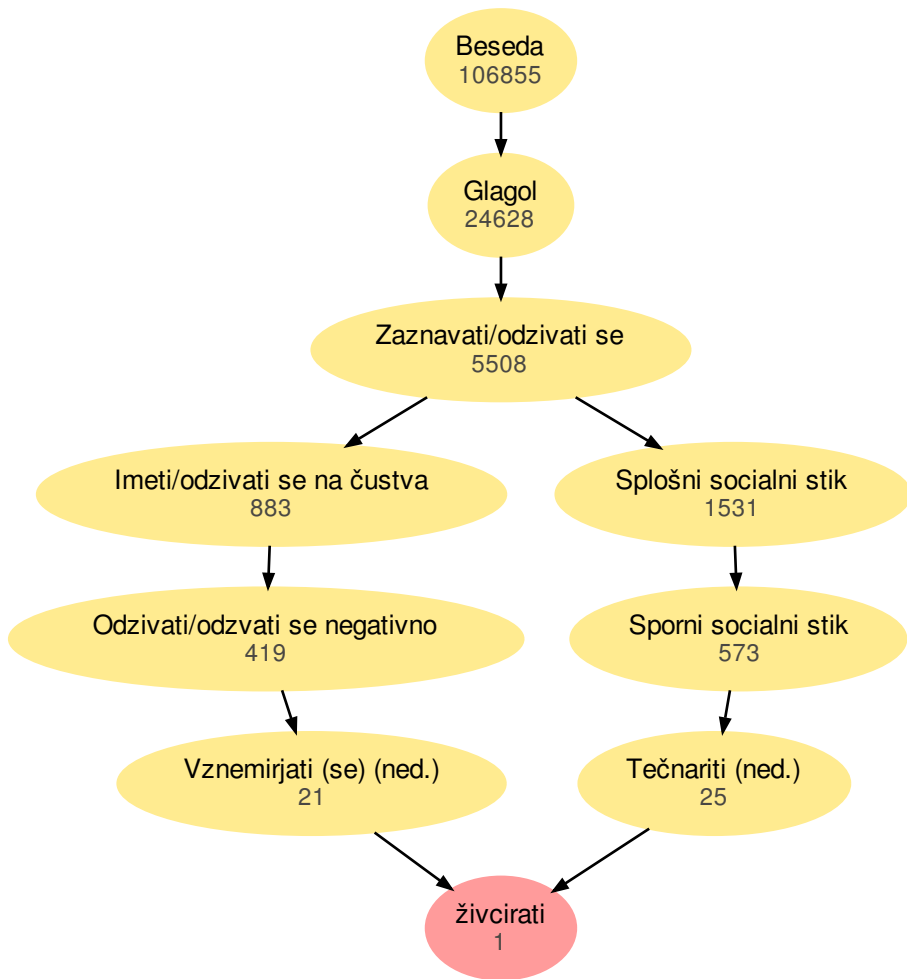 Beseda
106855
Glagol
24628
Zaznavati/odzivati se
5508
Imeti/odzivati se na čustva
883
Splošni socialni stik
1531
Odzivati/odzvati se negativno
419
Sporni socialni stik
573
Vznemirjati (se) (ned.)
21
Tečnariti (ned.)
25
živcirati
1